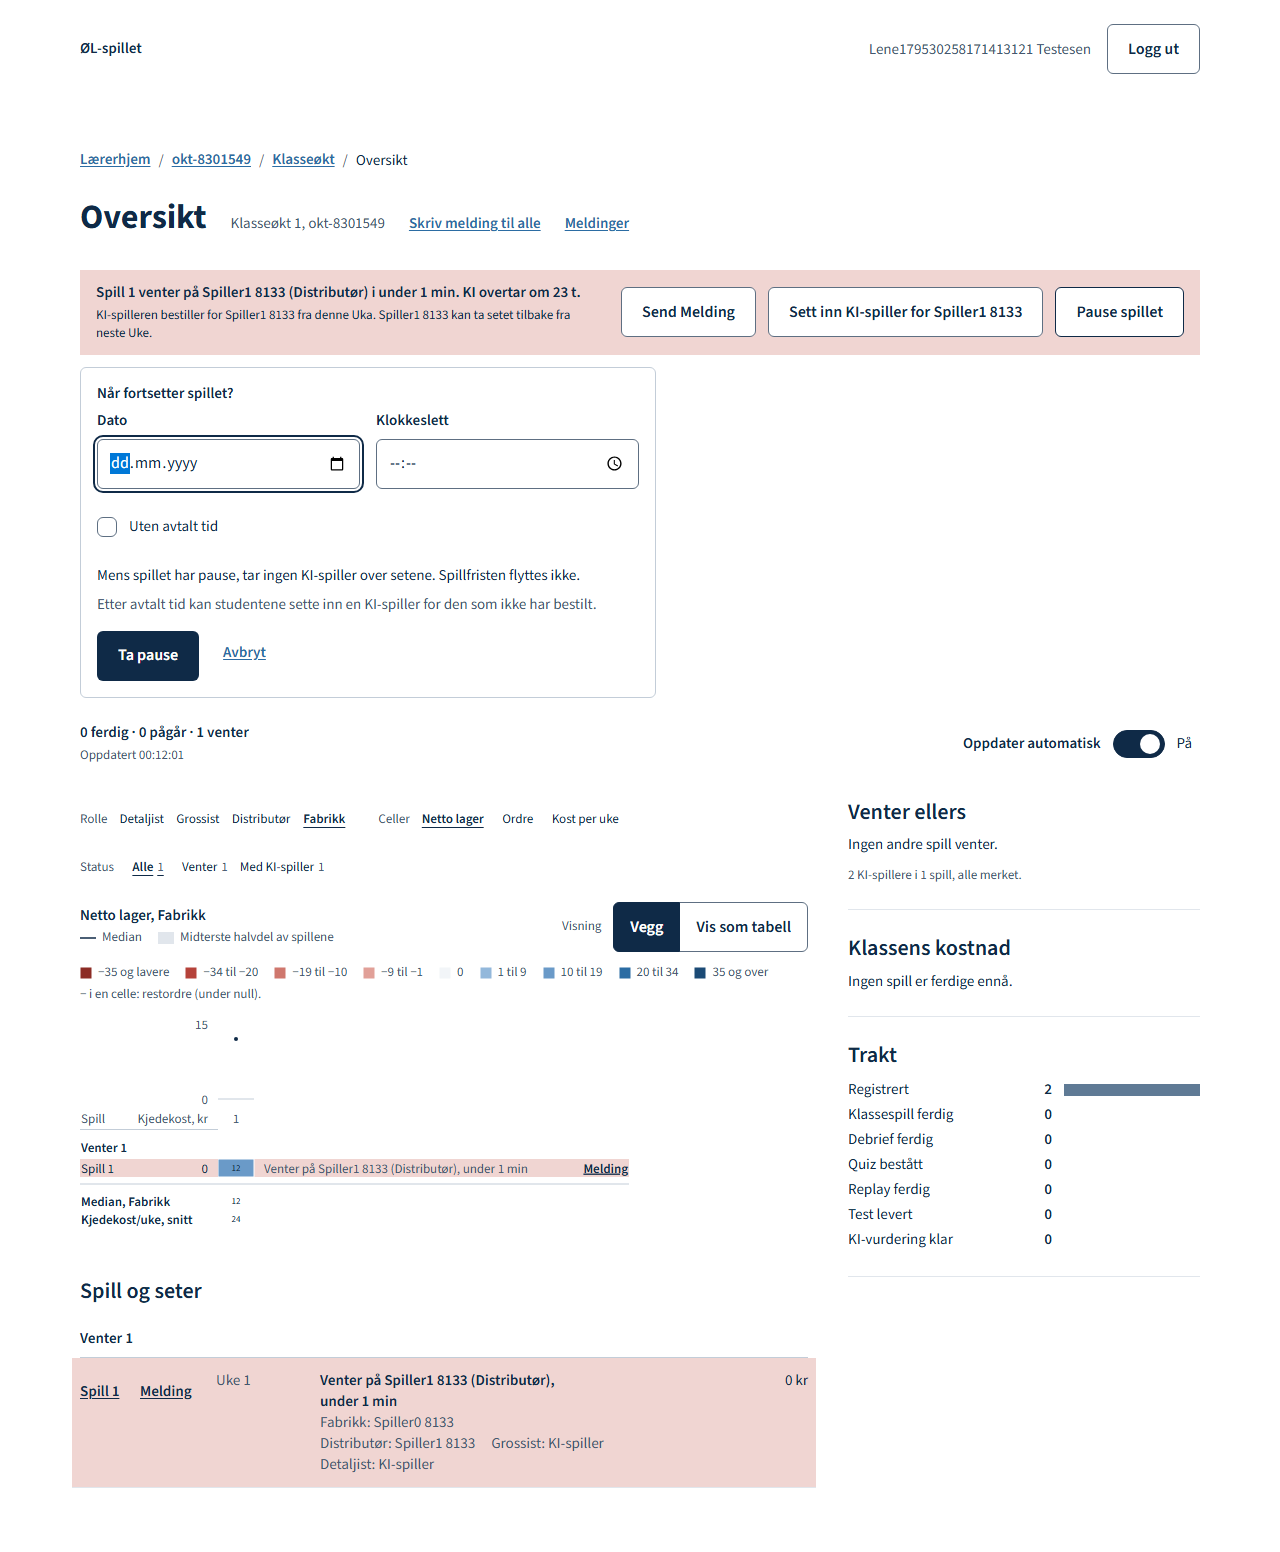 ØL-spillet
Lene179530258171413121 Testesen
Logg ut
Lærerhjem / okt-8301549 / Klasseøkt / Oversikt
Oversikt
Klasseøkt 1, okt-8301549
Skriv melding til alle
Meldinger
Spill 1 venter på Spiller1 8133 (Distributør) i under 1 min. KI overtar om 23 t.
KI-spilleren bestiller for Spiller1 8133 fra denne Uka. Spiller1 8133 kan ta setet tilbake fra
neste Uke.
Send Melding
Sett inn KI-spiller for Spiller1 8133
Pause spillet
Når fortsetter spillet?
Dato
Klokkeslett
dd.mm.yyyy
--:--
Uten avtalt tid
Mens spillet har pause, tar ingen KI-spiller over setene. Spillfristen flyttes ikke.
Etter avtalt tid kan studentene sette inn en KI-spiller for den som ikke har bestilt.
Ta pause
Avbryt
0 ferdig · 0 pågår · 1 venter
Oppdatert 00:12:01
Oppdater automatisk
På
Rolle Detaljist Grossist Distributør Fabrikk
Celler Netto lager Ordre Kost per uke
Status Alle 1 Venter 1 Med KI-spiller 1
Netto lager, Fabrikk
Median
Midterste halvdel av spillene
Visning
Vegg
Vis som tabell
−35 og lavere −34 til −20 −19 til −10 −9 til −1 0 1 til 9 10 til 19 20 til 34 35 og over
− i en celle: restordre (under null).
15
0
Spill Kjedekost, kr 1
Venter 1
Spill 1 0 12 Venter på Spiller1 8133 (Distributør), under 1 min Melding
Median, Fabrikk 12
Kjedekost/uke, snitt 24
Venter ellers
Ingen andre spill venter.
2 KI-spillere i 1 spill, alle merket.
Klassens kostnad
Ingen spill er ferdige ennå.
Trakt
Registrert 2
Klassespill ferdig 0
Debrief ferdig 0
Quiz bestått 0
Replay ferdig 0
Test levert 0
KI-vurdering klar 0
Spill og seter
Venter 1
Spill 1
Melding
Uke 1
Venter på Spiller1 8133 (Distributør),
under 1 min
Fabrikk: Spiller0 8133
Distributør: Spiller1 8133 Grossist: KI-spiller
Detaljist: KI-spiller
0 kr